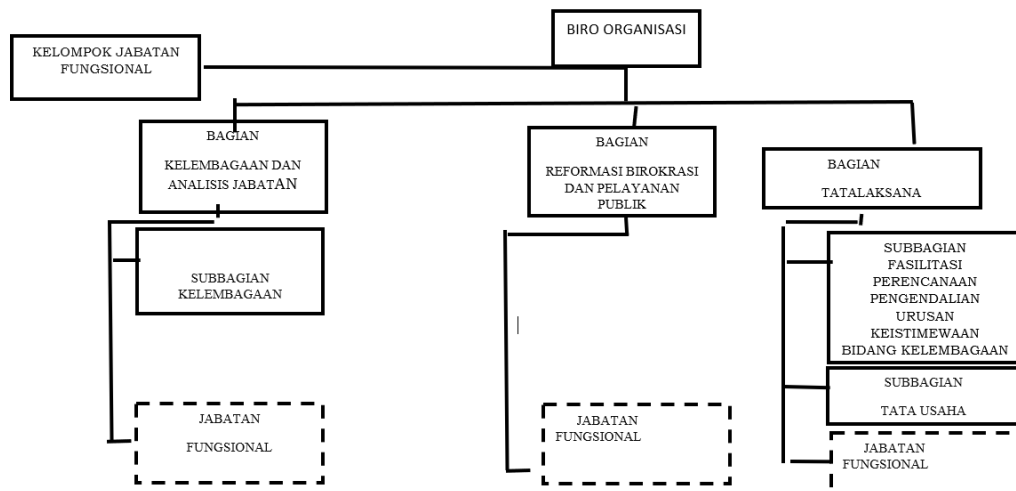 BIRO ORGANISASI
KELOMPOK JABATAN
FUNGSIONAL
BAGIAN
KELEMBAGAAN DAN
ANALISIS JABATAN
SUBBAGIAN
KELEMBAGAAN
JABATAN
FUNGSIONAL
BAGIAN
REFORMASI BIROKRASI
DAN PELAYANAN
PUBLIK
JABATAN
FUNGSIONAL
BAGIAN
TATALAKSANA
SUBBAGIAN
FASILITASI
PERENCANAAN
PENGENDALIAN
URUSAN
KEISTIMEWAAN
BIDANG KELEMBAGAAN
SUBBAGIAN
TATA USAHA
JABATAN
FUNGSIONAL